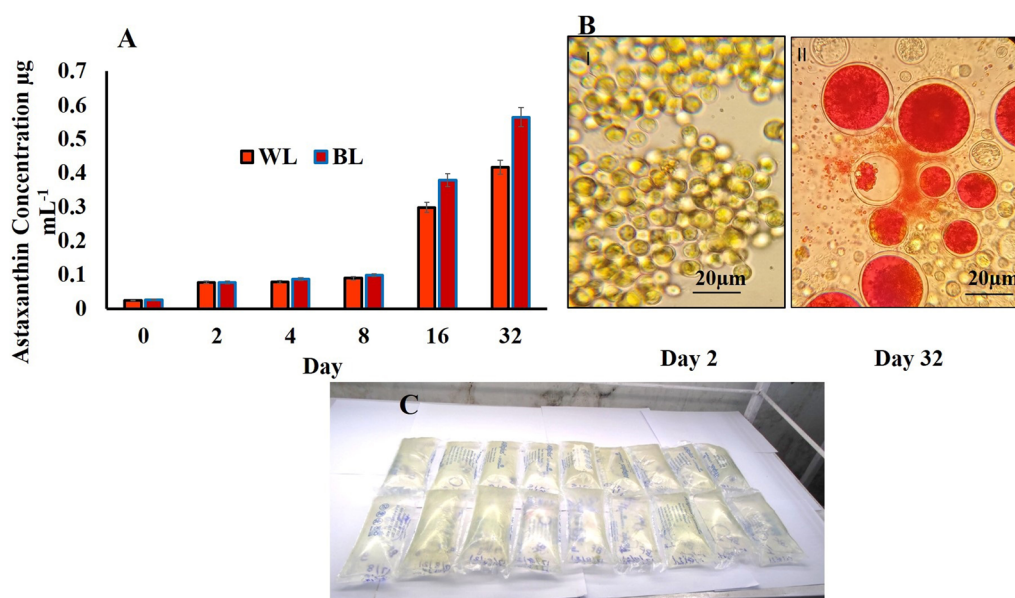 A
Astaxanthin Concentration µg
mL-1
0.7
0.6
0.5
0.4
0.3
0.2
0.1
0
WL
BL
0 2 4 8 16 32
Day
B
I
II
20µm
20µm
Day 2
Day 32
C